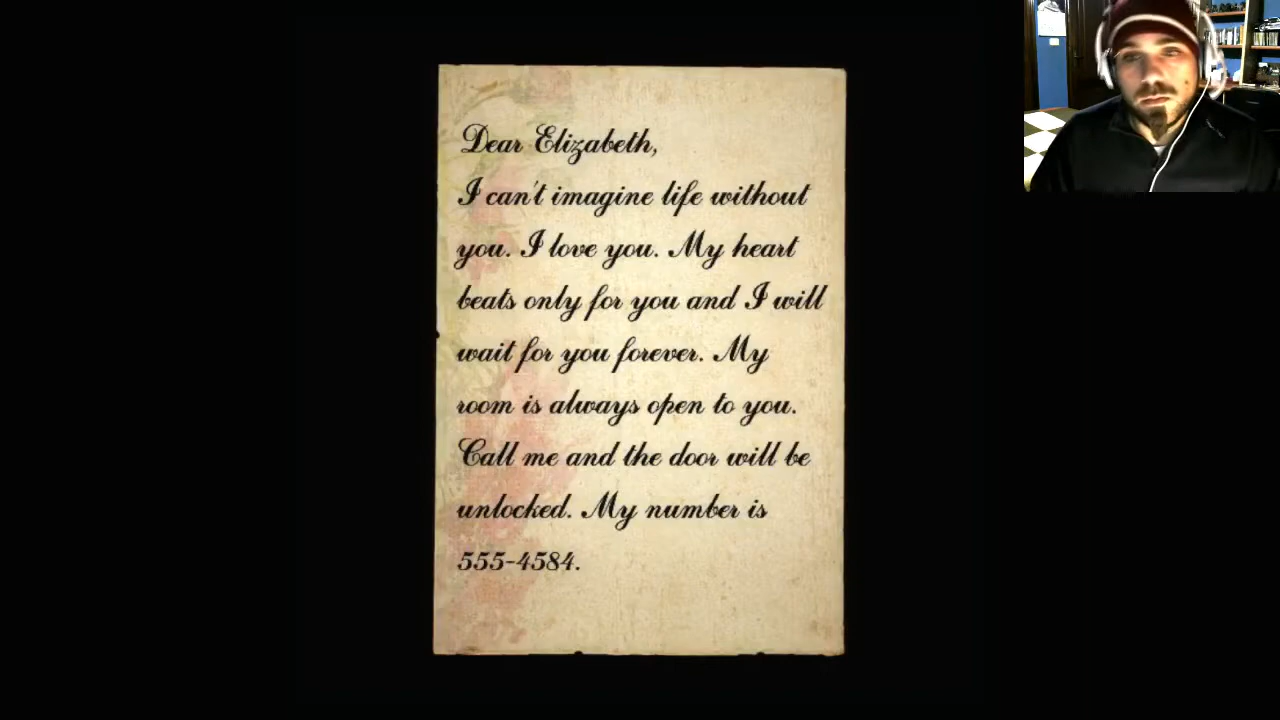 Dear Elizabeth,
I can't imagine life without
you. I love you. My heart
beats only for you and I will
wait for you forever. My
room is always open to you.
Call me and the door will be
unlocked. My number is
555-4584.